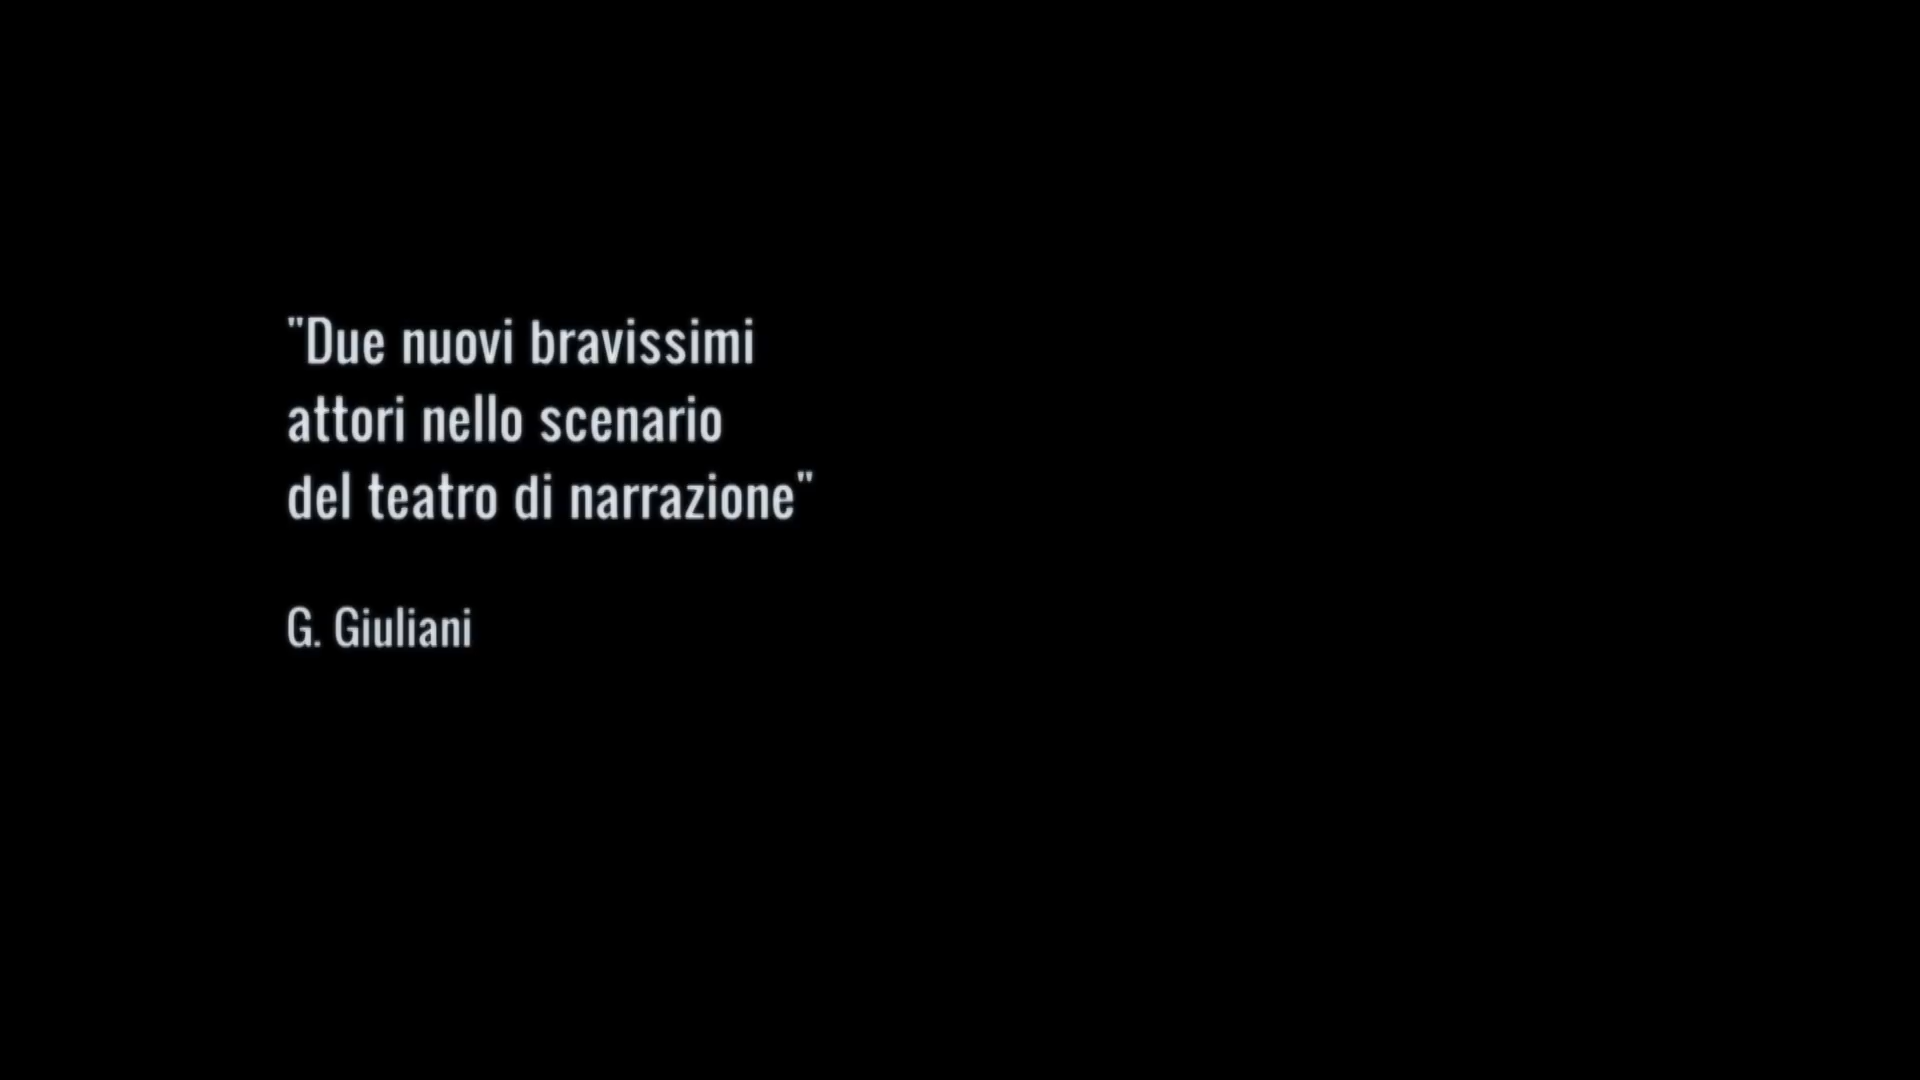 "Due nuovi bravissimi
attori nello scenario
del teatro di narrazione"
G. Giuliani